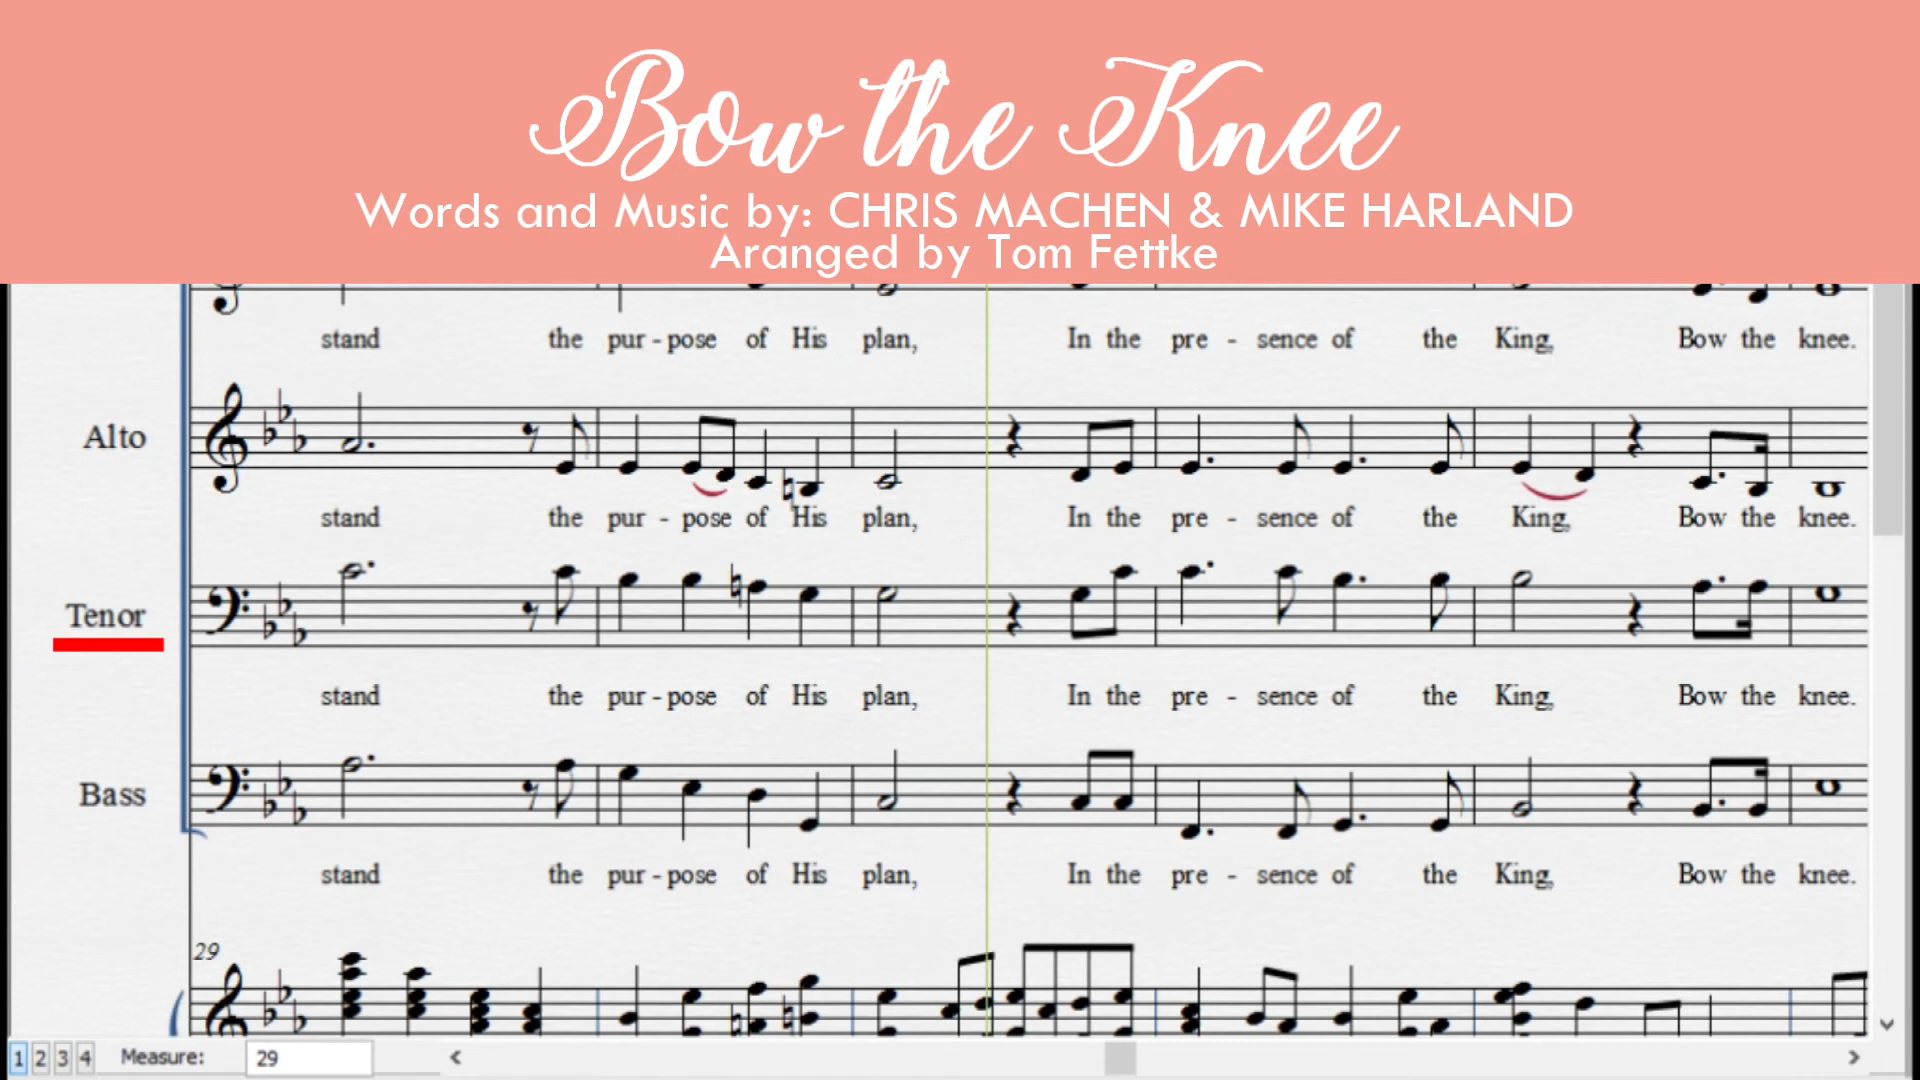 Bow the Knee
Words and Music by: CHRIS MACHEN & MIKE HARLAND
Aranged by Tom Fettke
stand the pur - pose of His plan, In the pre - sence of the King, Bow the knee.
Alto
stand the pur - pose of His plan, In the pre - sence of the King, Bow the knee.
Tenor
stand the pur - pose of His plan, In the pre - sence of the King, Bow the knee.
Bass
stand the pur - pose of His plan, In the pre - sence of the King, Bow the knee.
29
1 2 3 4 Measure: 29